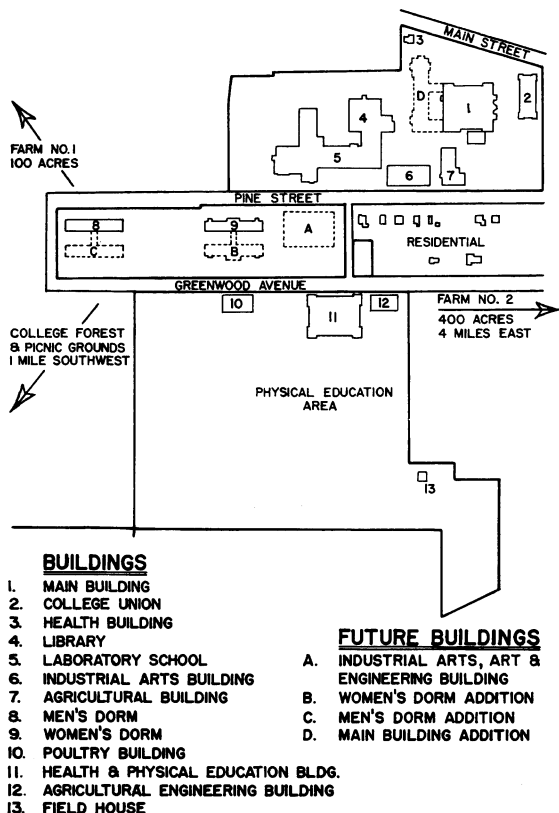 MAIN STREET
3
D
1
2
4
5
6
7
FARM NO. 1
100 ACRES
PINE STREET
8
9
A
C
B
RESIDENTIAL
GREENWOOD AVENUE
10
11
12
FARM NO. 2
400 ACRES
4 MILES EAST
COLLEGE FOREST
& PICNIC GROUNDS
1 MILE SOUTHWEST
PHYSICAL EDUCATION
AREA
13
BUILDINGS
1. MAIN BUILDING
2. COLLEGE UNION
3. HEALTH BUILDING
4. LIBRARY
5. LABORATORY SCHOOL
6. INDUSTRIAL ARTS BUILDING
7. AGRICULTURAL BUILDING
8. MEN'S DORM
9. WOMEN'S DORM
10. POULTRY BUILDING
11. HEALTH & PHYSICAL EDUCATION BLDG.
12. AGRICULTURAL ENGINEERING BUILDING
13. FIELD HOUSE
FUTURE BUILDINGS
A. INDUSTRIAL ARTS, ART &
ENGINEERING BUILDING
B. WOMEN'S DORM ADDITION
C. MEN'S DORM ADDITION
D. MAIN BUILDING ADDITION